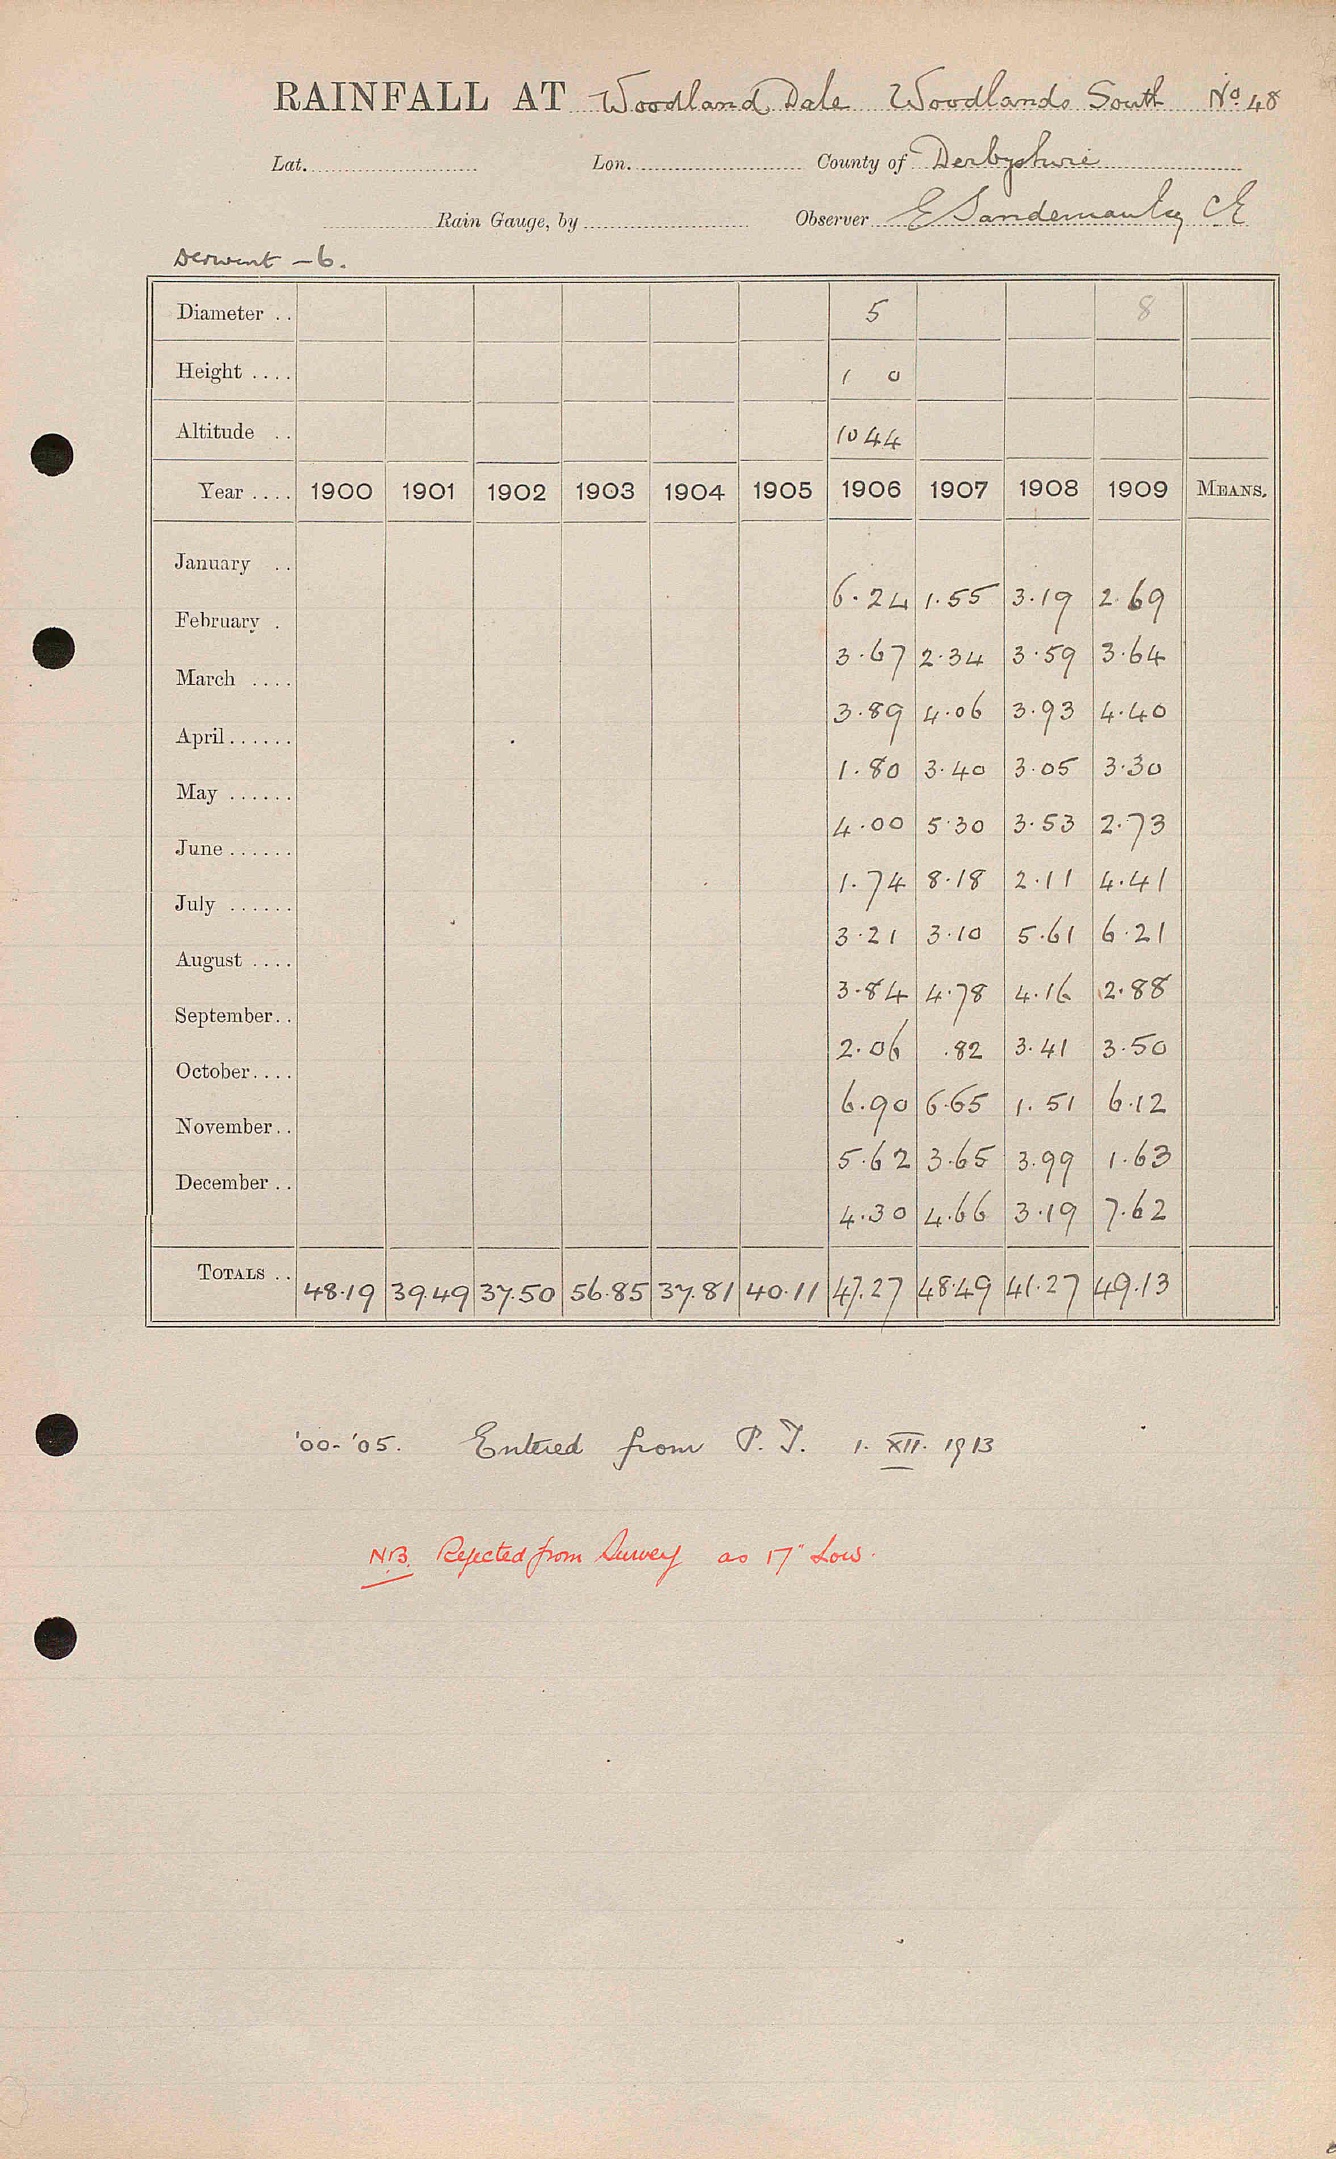 RAINFALL AT Woodland Dale Woodlands South No. 48
Lat. Lon. County of Derbyshire
Rain Gauge, by Observer E Sandeman Esq CE
Derwent - 6.
Diameter . . 5 8
Height . . . . 1 0
Altitude . . 1044
Year . . . . 1900 1901 1902 1903 1904 1905 1906 1907 1908 1909 MEANS.
January . . 6.24 1.55 3.19 2.69
February . 3.67 2.34 3.59 3.64
March . . . . 3.89 4.06 3.93 4.40
April . . . . . . 1.80 3.40 3.05 3.30
May . . . . . . 4.00 5.30 3.53 2.73
June . . . . . . 1.74 8.18 2.11 4.41
July . . . . . . 3.21 3.10 5.61 6.21
August . . . . 3.84 4.78 4.16 2.88
September. . 2.06 .82 3.41 3.50
October. . . . 6.90 6.65 1.51 6.12
November. . 5.62 3.65 3.99 1.63
December . . 4.30 4.66 3.19 7.62
TOTALS . . 48.19 39.49 37.50 56.85 37.81 40.11 47.27 48.49 41.27 49.13
'00-'05. Entered from P. T. 1. XII. 1913
N.B. Rejected from Survey as 17" Low.